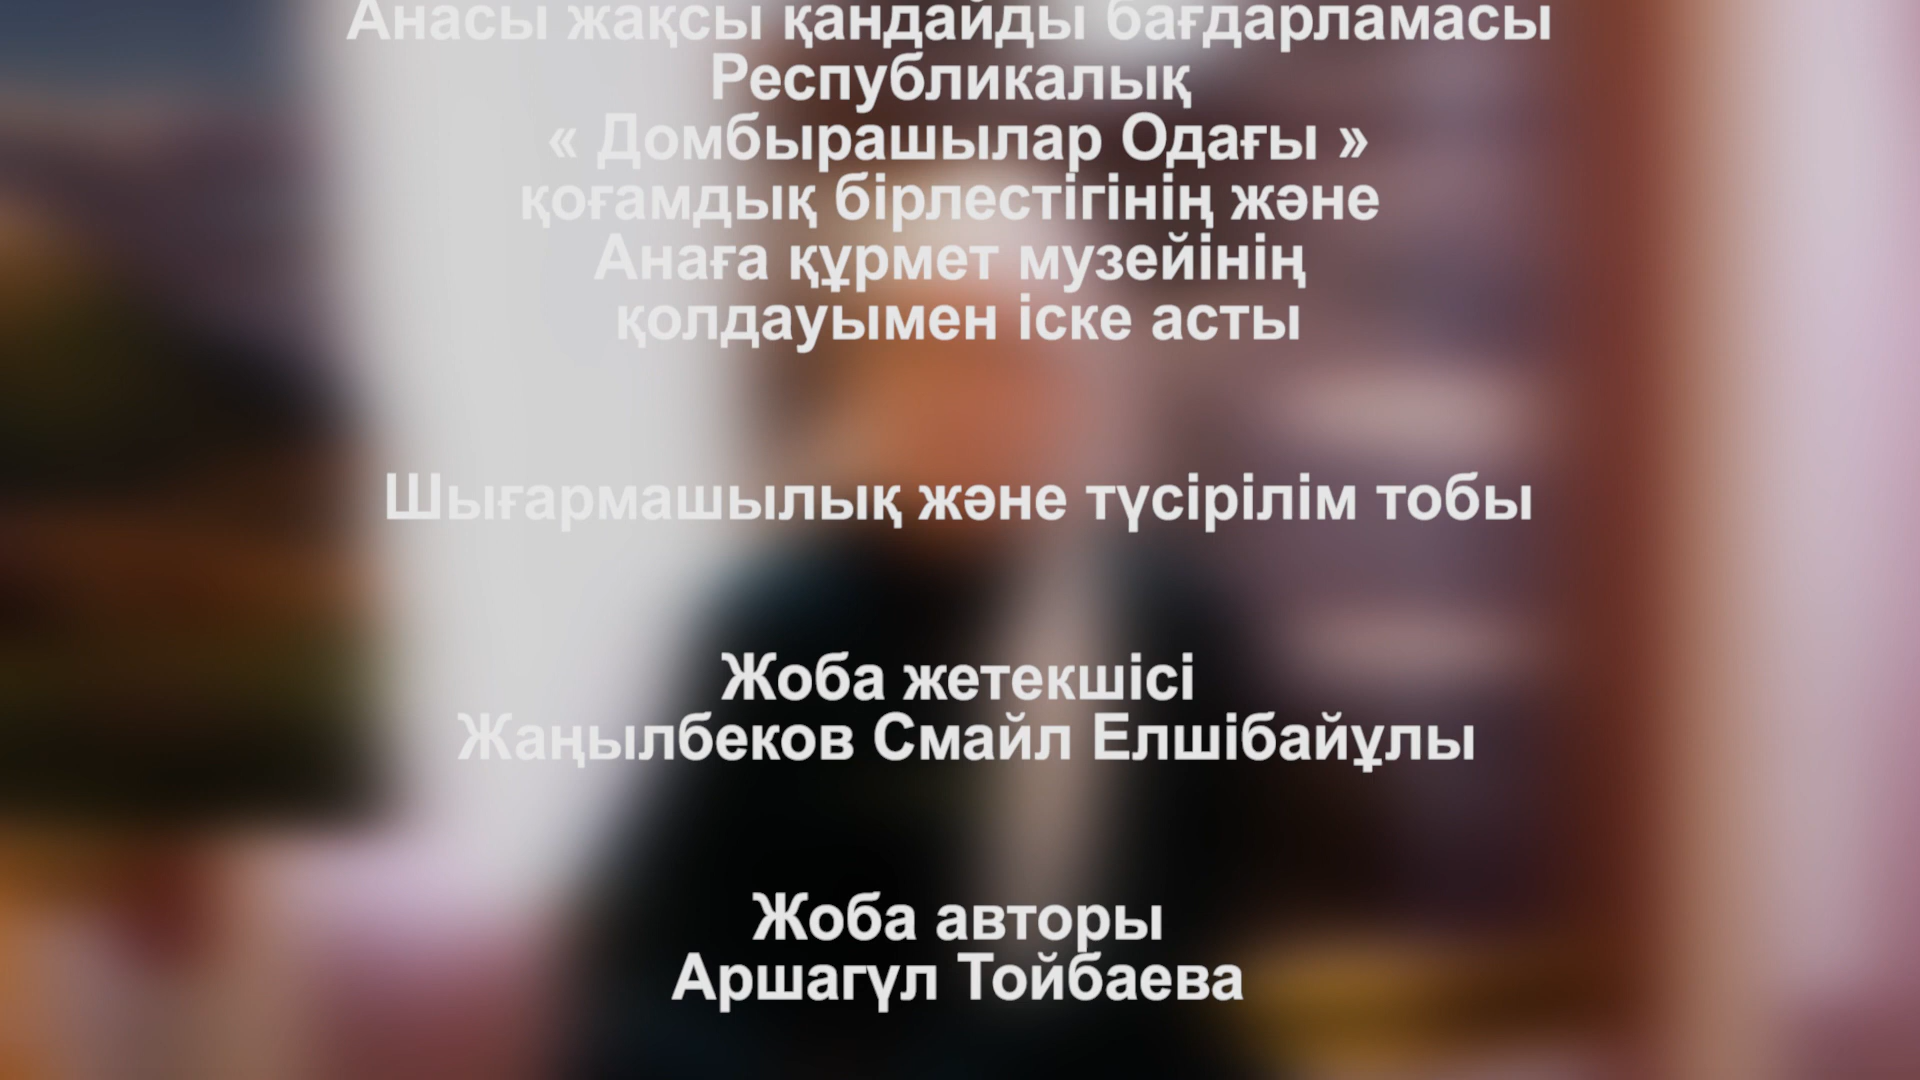 Анасы жақсы қандайды бағдарламасы
Республикалық
« Домбырашылар Одағы »
қоғамдық бірлестігінің және
Анаға құрмет музейінің
қолдауымен іске асты
Шығармашылық және түсірілім тобы
Жоба жетекшісі
Жаңылбеков Смайл Елшібайұлы
Жоба авторы
Аршагүл Тойбаева